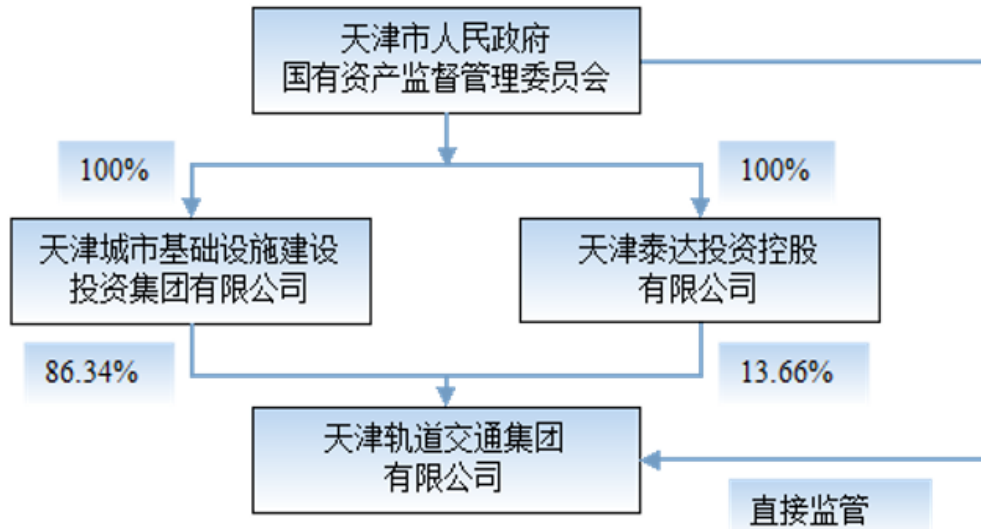 天津市人民政府
国有资产监督管理委员会
100%
100%
天津城市基础设施建设
投资集团有限公司
天津泰达投资控股
有限公司
86.34%
13.66%
天津轨道交通集团
有限公司
直接监管